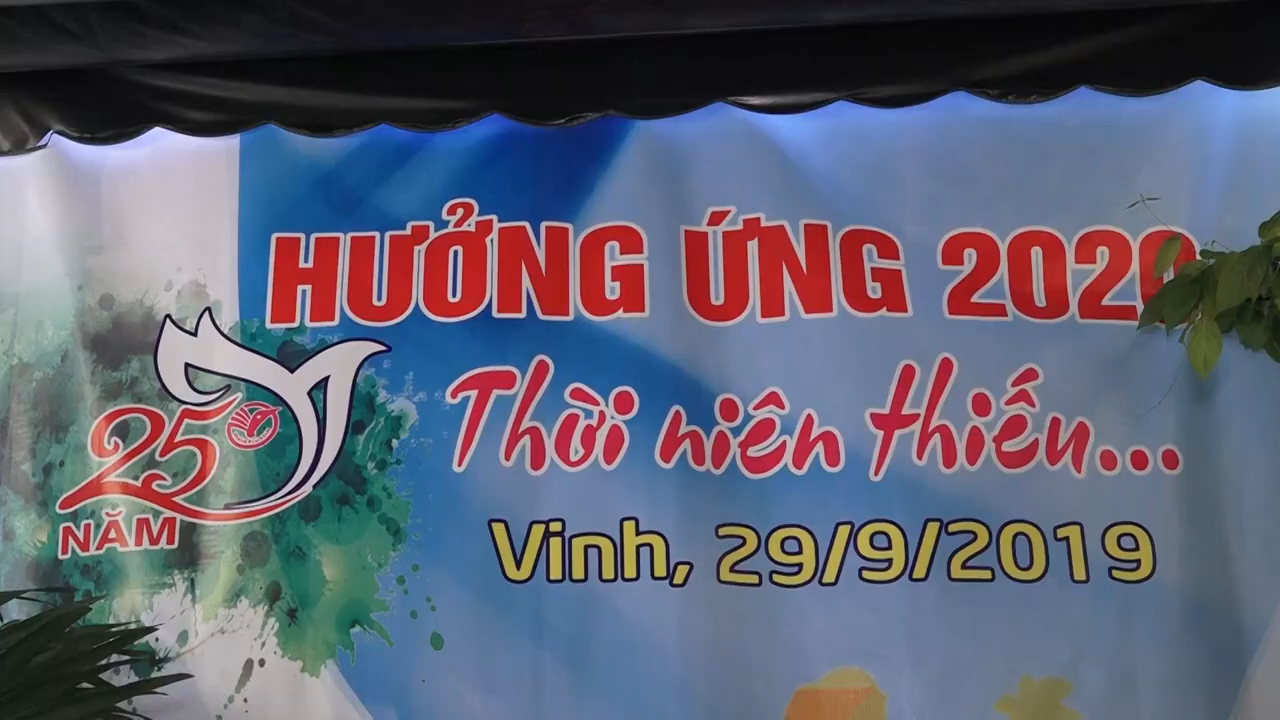 HƯỞNG ỨNG 2020
Thời niên thiếu...
25
NĂM
Vinh, 29/9/2019